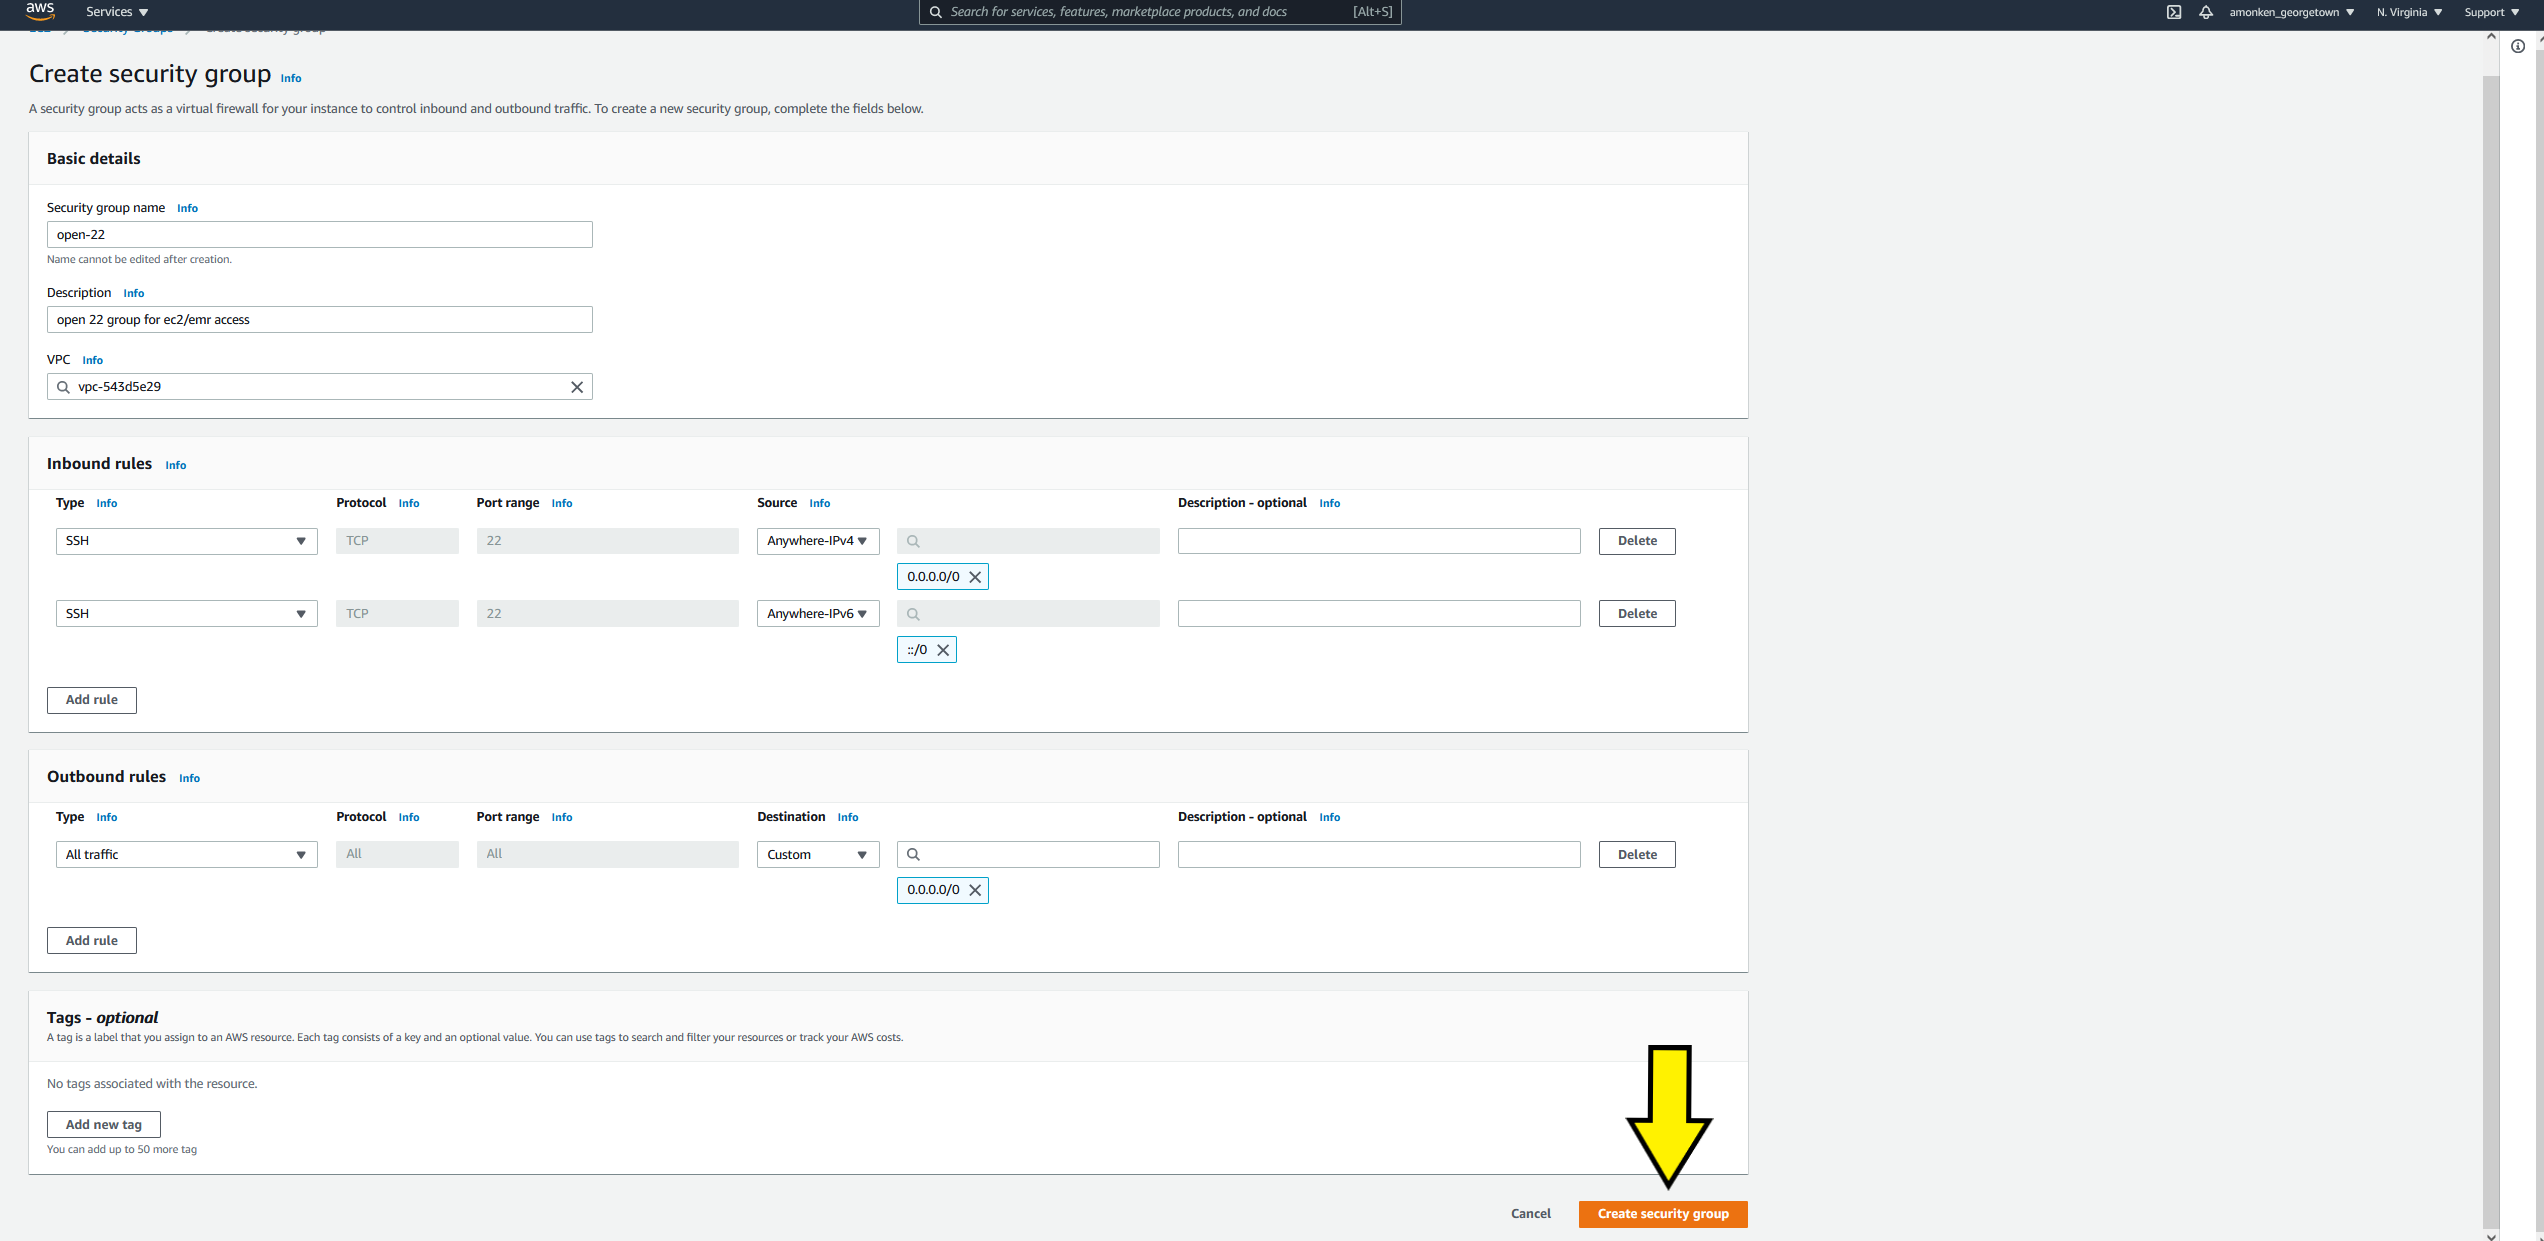 aws Services Search for services, features, marketplace products, and docs [Alt+S] amonken_georgetown N. Virginia Support
Create security group Info
A security group acts as a virtual firewall for your instance to control inbound and outbound traffic. To create a new security group, complete the fields below.
Basic details
Security group name Info
open-22
Name cannot be edited after creation.
Description Info
open 22 group for ec2/emr access
VPC Info
vpc-543d5e29
Inbound rules Info
Type Info Protocol Info Port range Info Source Info Description - optional Info
SSH TCP 22 Anywhere-IPv4 Delete
0.0.0.0/0
SSH TCP 22 Anywhere-IPv6 Delete
::/0
Add rule
Outbound rules Info
Type Info Protocol Info Port range Info Destination Info Description - optional Info
All traffic All All Custom Delete
0.0.0.0/0
Add rule
Tags - optional
A tag is a label that you assign to an AWS resource. Each tag consists of a key and an optional value. You can use tags to search and filter your resources or track your AWS costs.
No tags associated with the resource.
Add new tag
You can add up to 50 more tag
Cancel Create security group